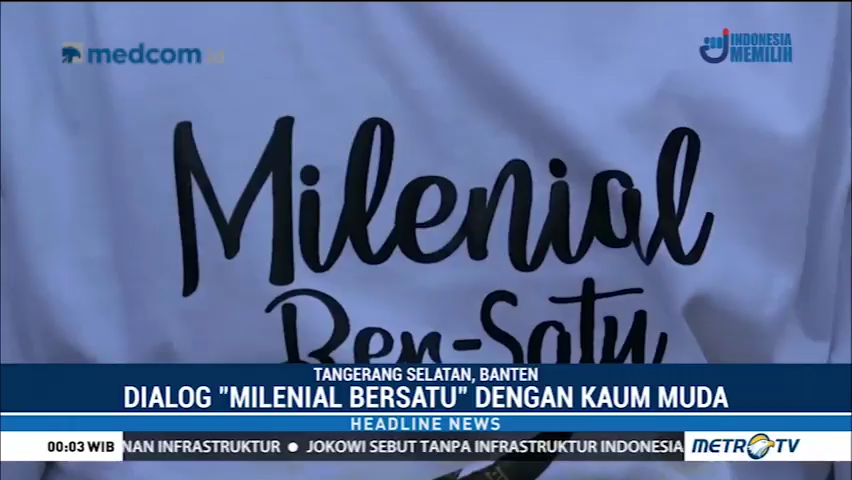 medcom.id
INDONESIA
MEMILIH
Milenial
Ber-Satu
TANGERANG SELATAN, BANTEN
DIALOG "MILENIAL BERSATU" DENGAN KAUM MUDA
HEADLINE NEWS
00:03 WIB NAN INFRASTRUKTUR ● JOKOWI SEBUT TANPA INFRASTRUKTUR INDONESIA METRO TV